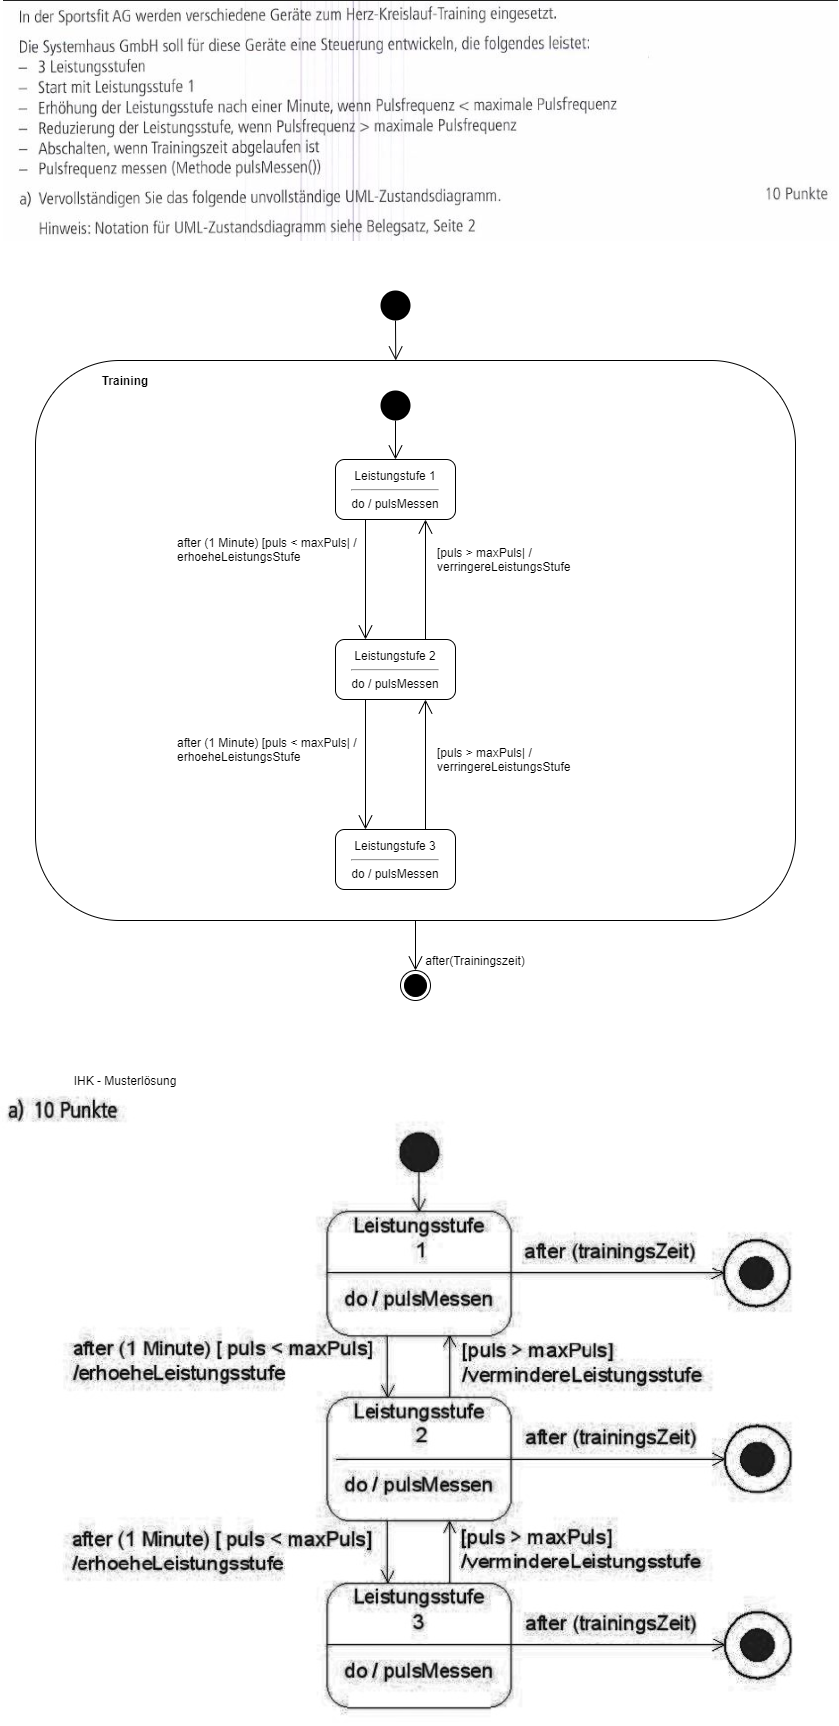 In der Sportsfit AG werden verschiedene Geräte zum Herz-Kreislauf-Training eingesetzt.
Die Systemhaus GmbH soll für diese Geräte eine Steuerung entwickeln, die folgendes leistet:
– 3 Leistungsstufen
– Start mit Leistungsstufe 1
– Erhöhung der Leistungsstufe nach einer Minute, wenn Pulsfrequenz < maximale Pulsfrequenz
– Reduzierung der Leistungsstufe, wenn Pulsfrequenz > maximale Pulsfrequenz
– Abschalten, wenn Trainingszeit abgelaufen ist
– Pulsfrequenz messen (Methode pulsMessen())
a) Vervollständigen Sie das folgende unvollständige UML-Zustandsdiagramm. 10 Punkte
Hinweis: Notation für UML-Zustandsdiagramm siehe Belegsatz, Seite 2
Training
Leistungstufe 1
do / pulsMessen
after (1 Minute) [puls < maxPuls| /
erhoeheLeistungsStufe
[puls > maxPuls| /
verringereLeistungsStufe
Leistungstufe 2
do / pulsMessen
after (1 Minute) [puls < maxPuls| /
erhoeheLeistungsStufe
[puls > maxPuls| /
verringereLeistungsStufe
Leistungstufe 3
do / pulsMessen
after(Trainingszeit)
IHK - Musterlösung
a) 10 Punkte
Leistungsstufe
1
after (trainingsZeit)
do / pulsMessen
after (1 Minute) [ puls < maxPuls]
/erhoeheLeistungsstufe
[puls > maxPuls]
/vermindereLeistungsstufe
Leistungsstufe
2
after (trainingsZeit)
do / pulsMessen
after (1 Minute) [ puls < maxPuls]
/erhoeheLeistungsstufe
[puls > maxPuls]
/vermindereLeistungsstufe
Leistungsstufe
3
after (trainingsZeit)
do / pulsMessen